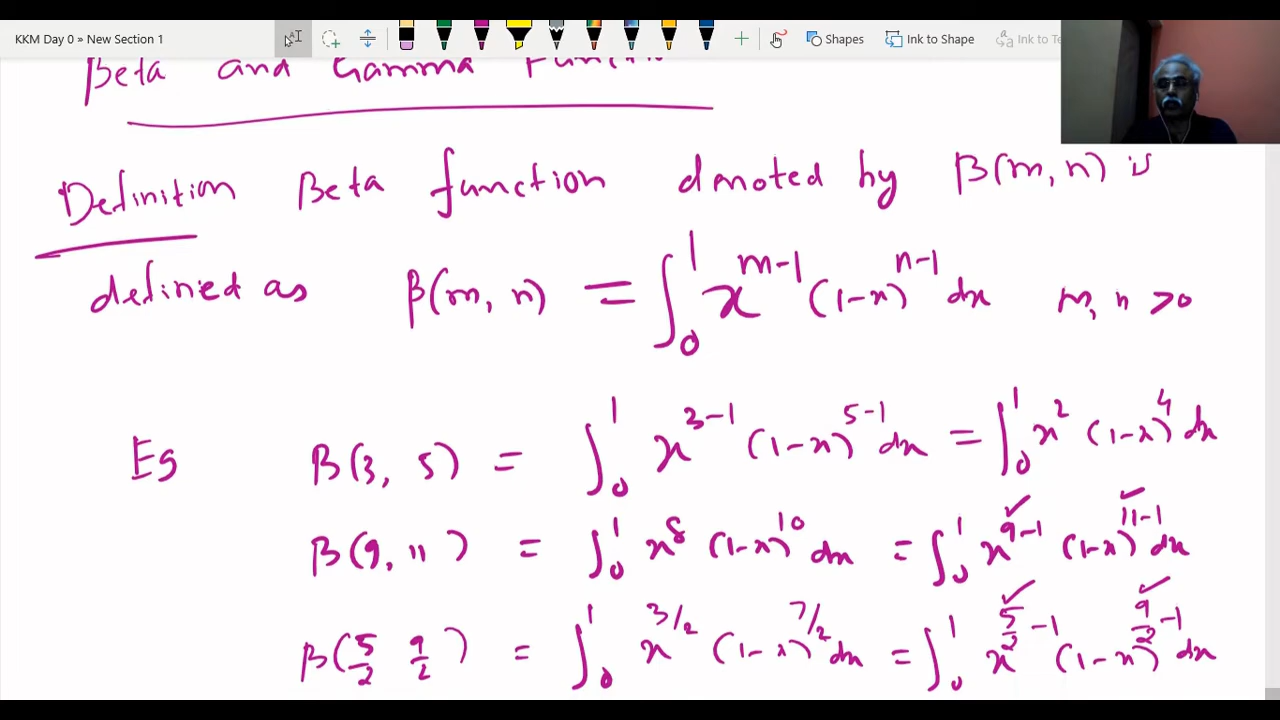 KKM Day 0 » New Section 1
Shapes Ink to Shape Ink to Te
Beta and Gamma Functio
Definition Beta function denoted by β(m, n) is
defined as β(m, n) = ∫₀¹ x^{m-1} (1-x)^{n-1} dx m, n >0
Eg β(3, 5) = ∫₀¹ x^{3-1} (1-x)^{5-1} dx = ∫₀¹ x² (1-x)⁴ dx
β(9, 11) = ∫₀¹ x⁸ (1-x)^{10} dx = ∫₀¹ x^{9-1} (1-x)^{11-1} dx
β(5/2 9/2) = ∫₀¹ x^{3/2} (1-x)^{7/2} dx = ∫₀¹ x^{5/2-1} (1-x)^{9/2-1} dx